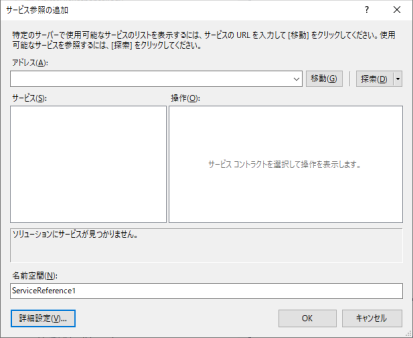 サービス参照の追加
? ×
特定のサーバーで使用可能なサービスのリストを表示するには、サービスの URL を入力して [移動] をクリックしてください。使用
可能なサービスを参照するには、[探索] をクリックしてください。
アドレス(A):
移動(G) 探索(D)
サービス(S): 操作(O):
サービス コントラクトを選択して操作を表示します。
ソリューションにサービスが見つかりません。
名前空間(N):
ServiceReference1
詳細設定(V)... OK キャンセル